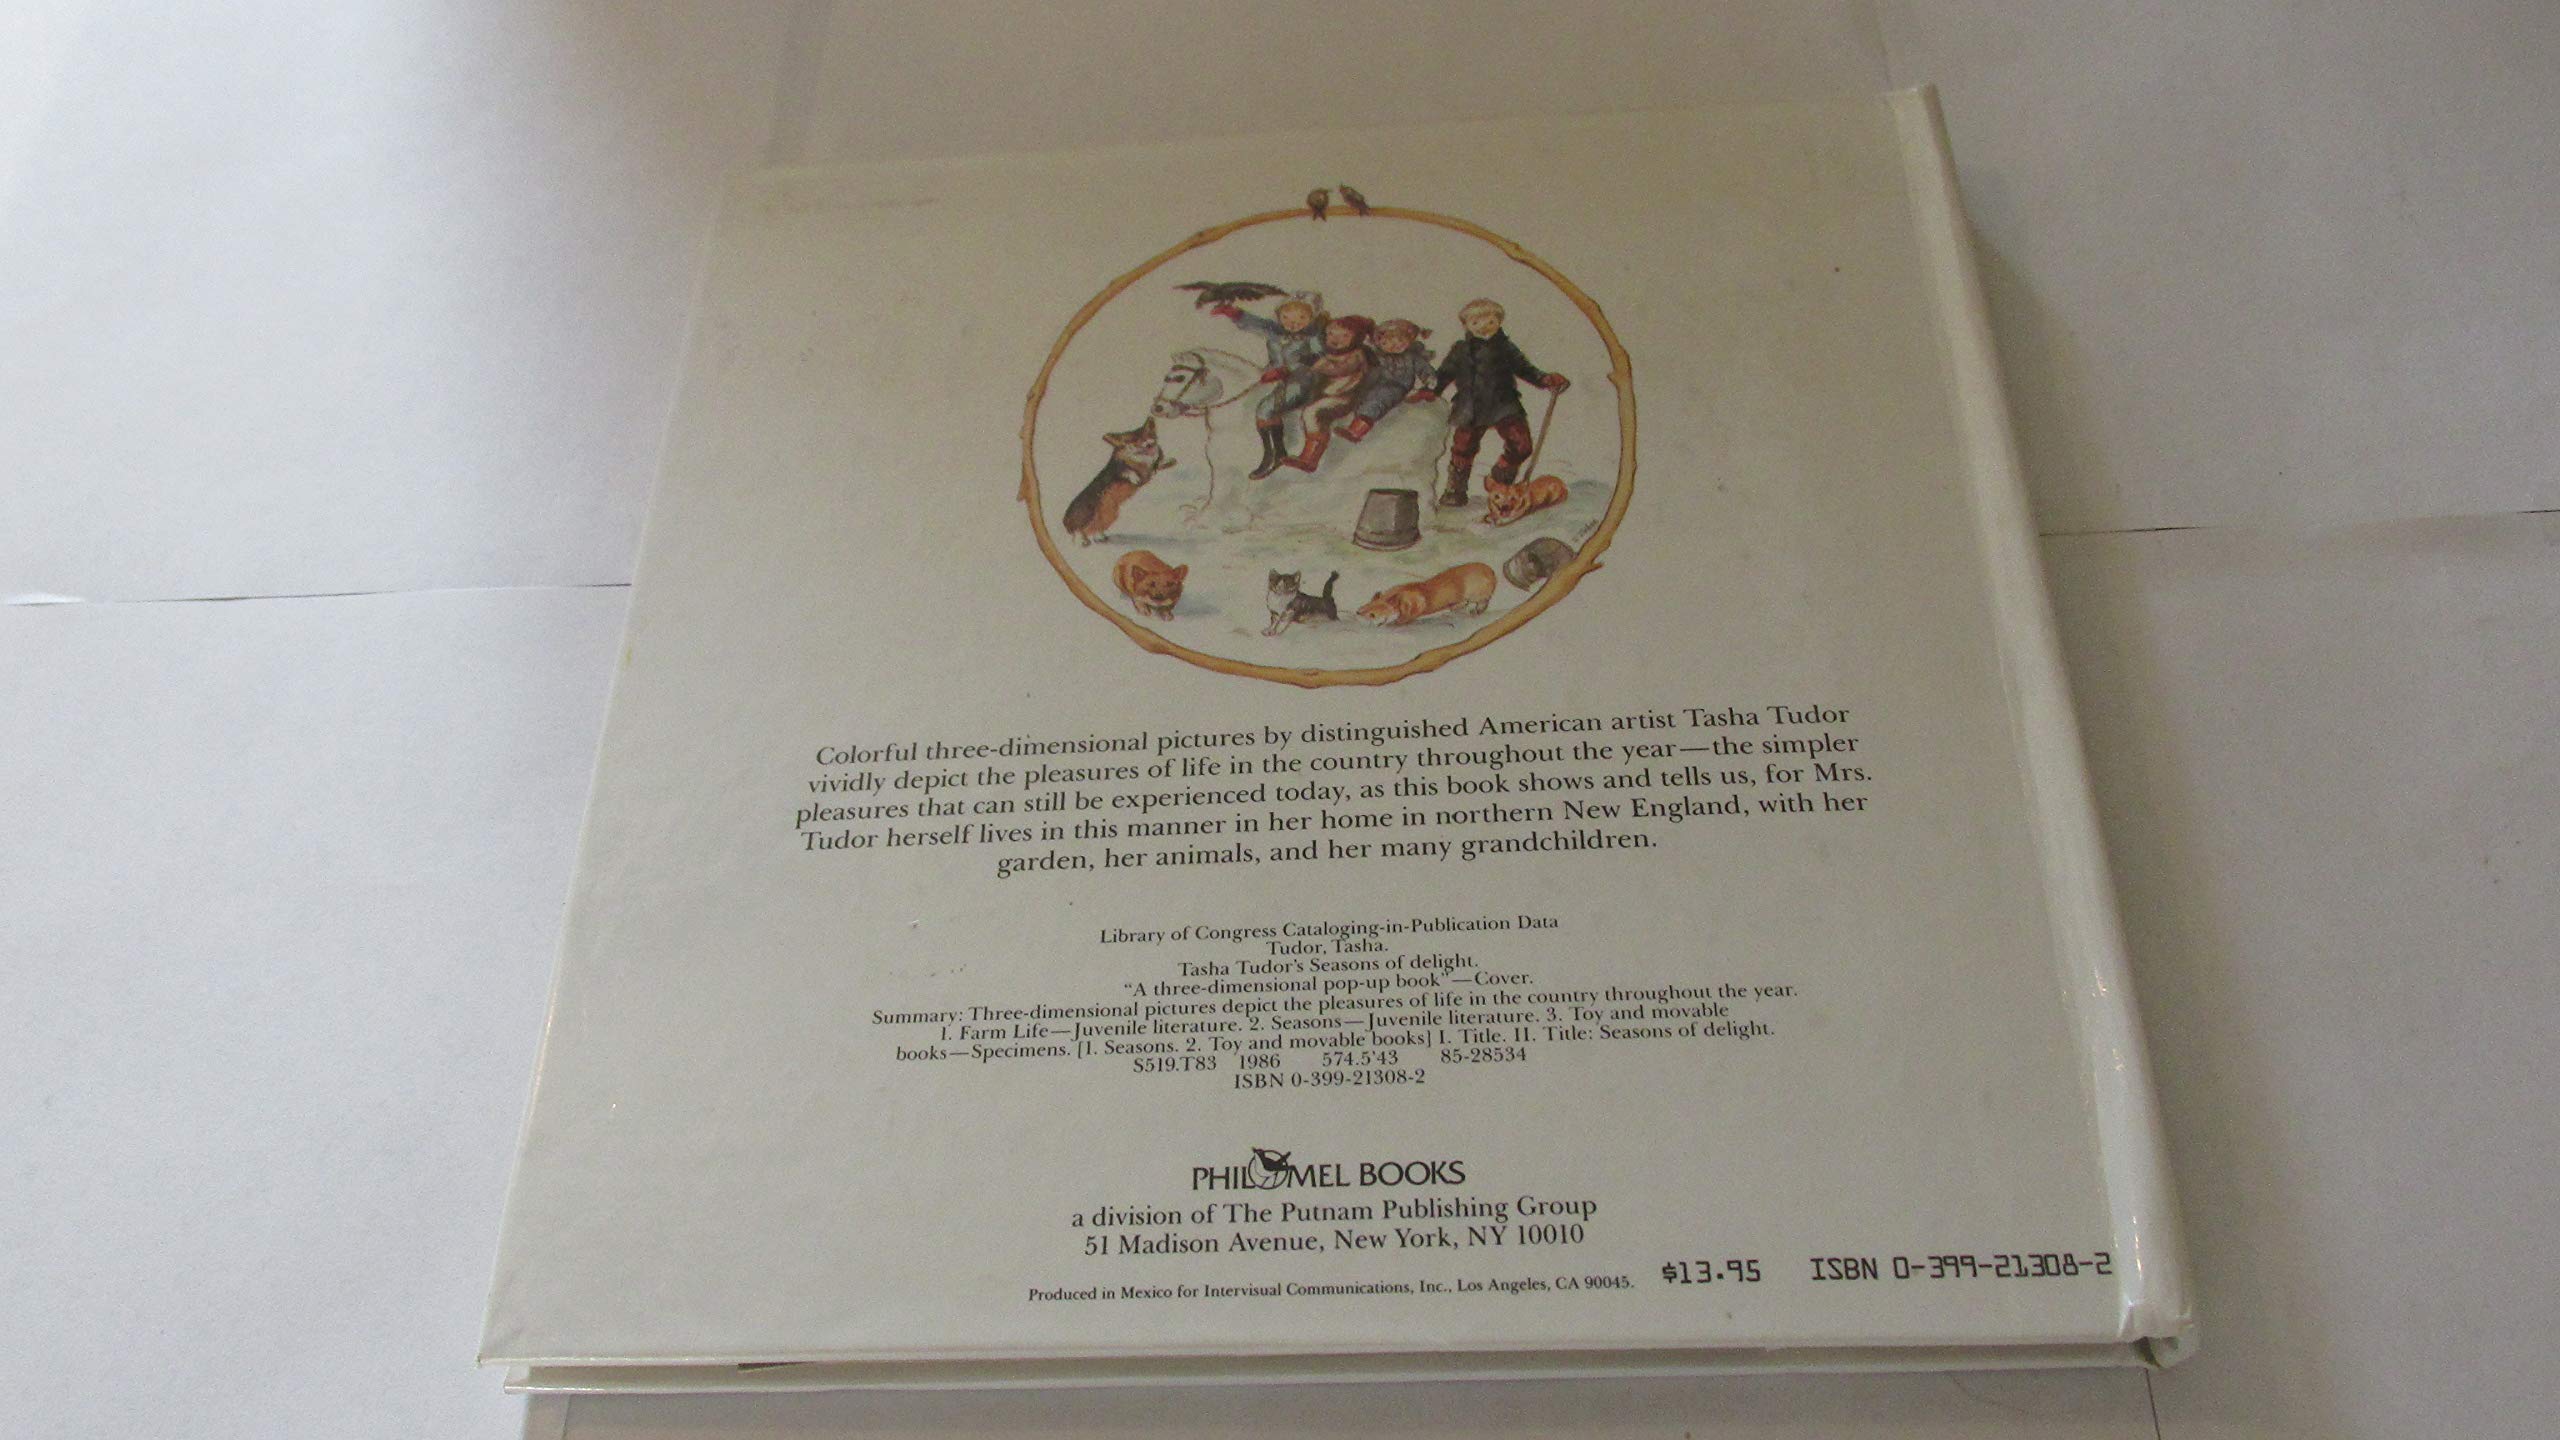 Colorful three-dimensional pictures by distinguished American artist Tasha Tudor
vividly depict the pleasures of life in the country throughout the year—the simpler
pleasures that can still be experienced today, as this book shows and tells us, for Mrs.
Tudor herself lives in this manner in her home in northern New England, with her
garden, her animals, and her many grandchildren.
Library of Congress Cataloging-in-Publication Data
Tudor, Tasha.
Tasha Tudor's Seasons of delight.
"A three-dimensional pop-up book"—Cover.
Summary: Three-dimensional pictures depict the pleasures of life in the country throughout the year.
1. Farm Life—Juvenile literature. 2. Seasons—Juvenile literature. 3. Toy and movable
books—Specimens. [1. Seasons. 2. Toy and movable books] I. Title. II. Title: Seasons of delight.
S519.T83 1986 574.5'43 85-28534
ISBN 0-399-21308-2
PHILOMEL BOOKS
a division of The Putnam Publishing Group
51 Madison Avenue, New York, NY 10010
Produced in Mexico for Intervisual Communications, Inc., Los Angeles, CA 90045.
$13.95 ISBN 0-399-21308-2